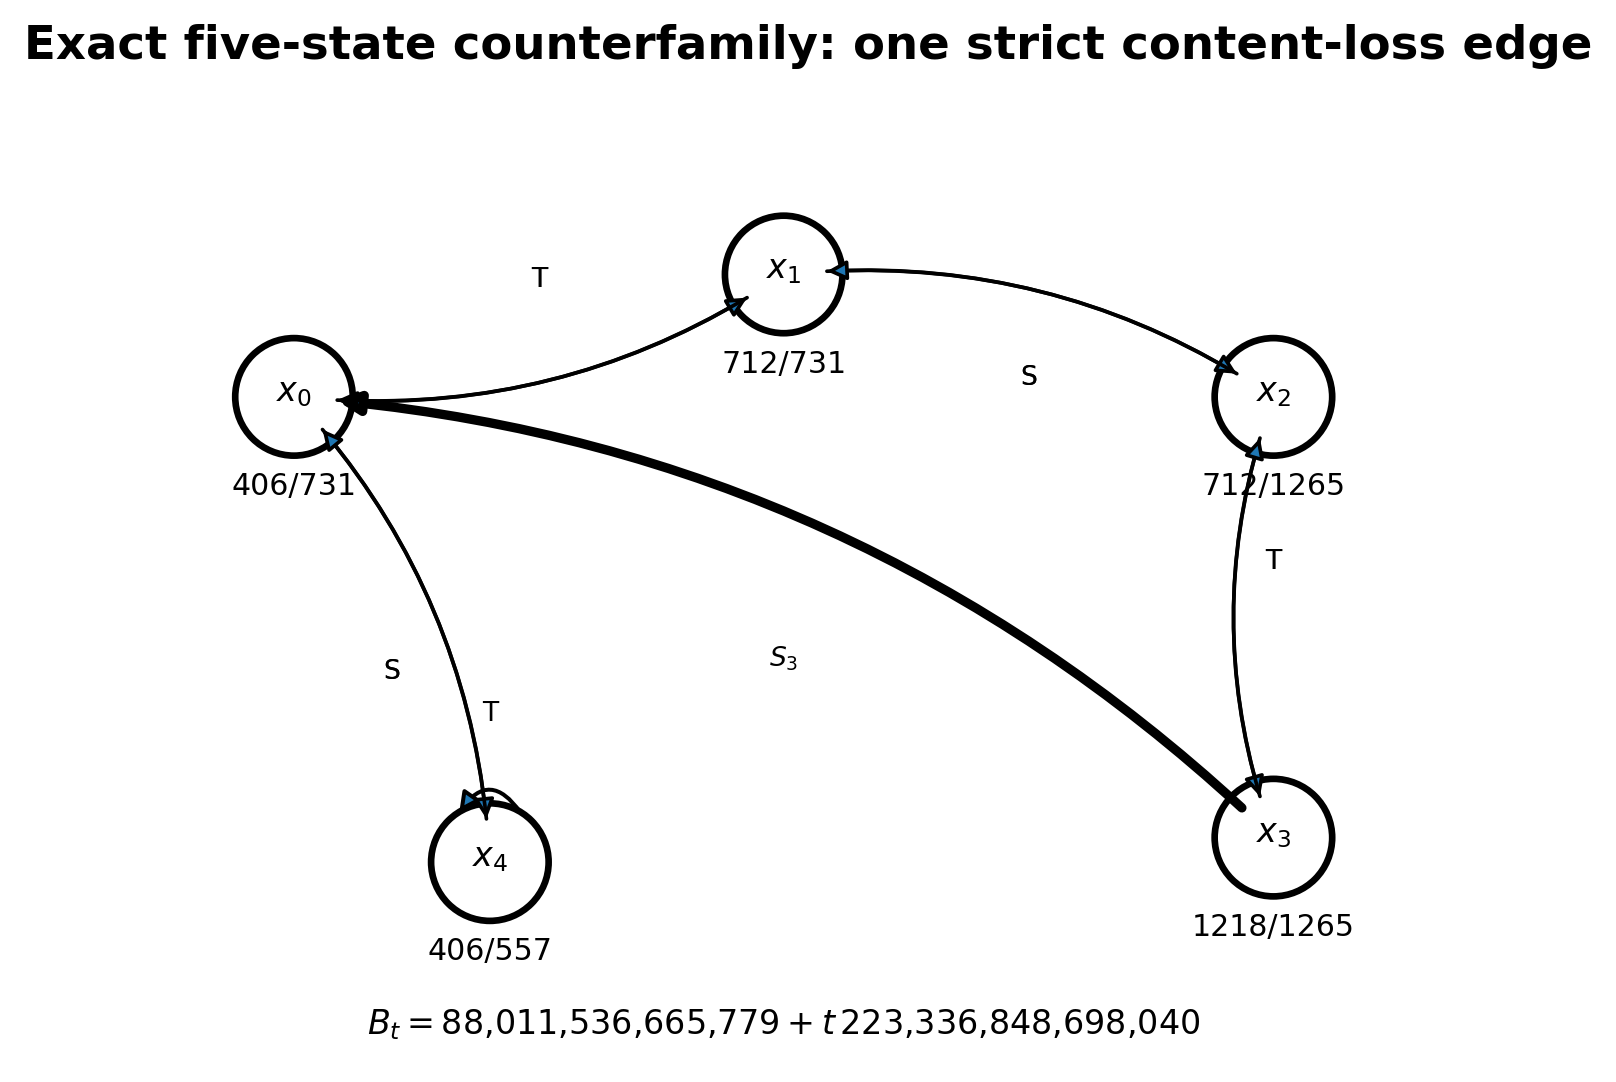 Exact five-state counterfamily: one strict content-loss edge
T
x₁
712/731
S
x₀
406/731
x₂
712/1265
T
S₃
S
T
x₄
406/557
x₃
1218/1265
Bₜ = 88,011,536,665,779 + t 223,336,848,698,040